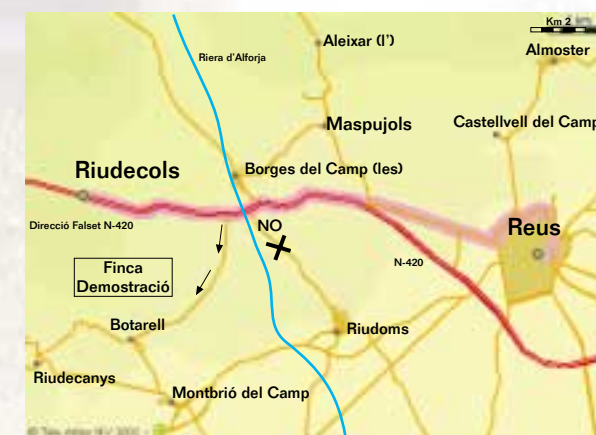 Km 2
Aleixar (l')
Almoster
Riera d'Alforja
Maspujols
Castellvell del Camp
Riudecols
Borges del Camp (les)
Direcció Falset N-420
NO
Reus
N-420
Finca
Demostració
Botarell
Riudoms
Riudecanys
Montbrió del Camp